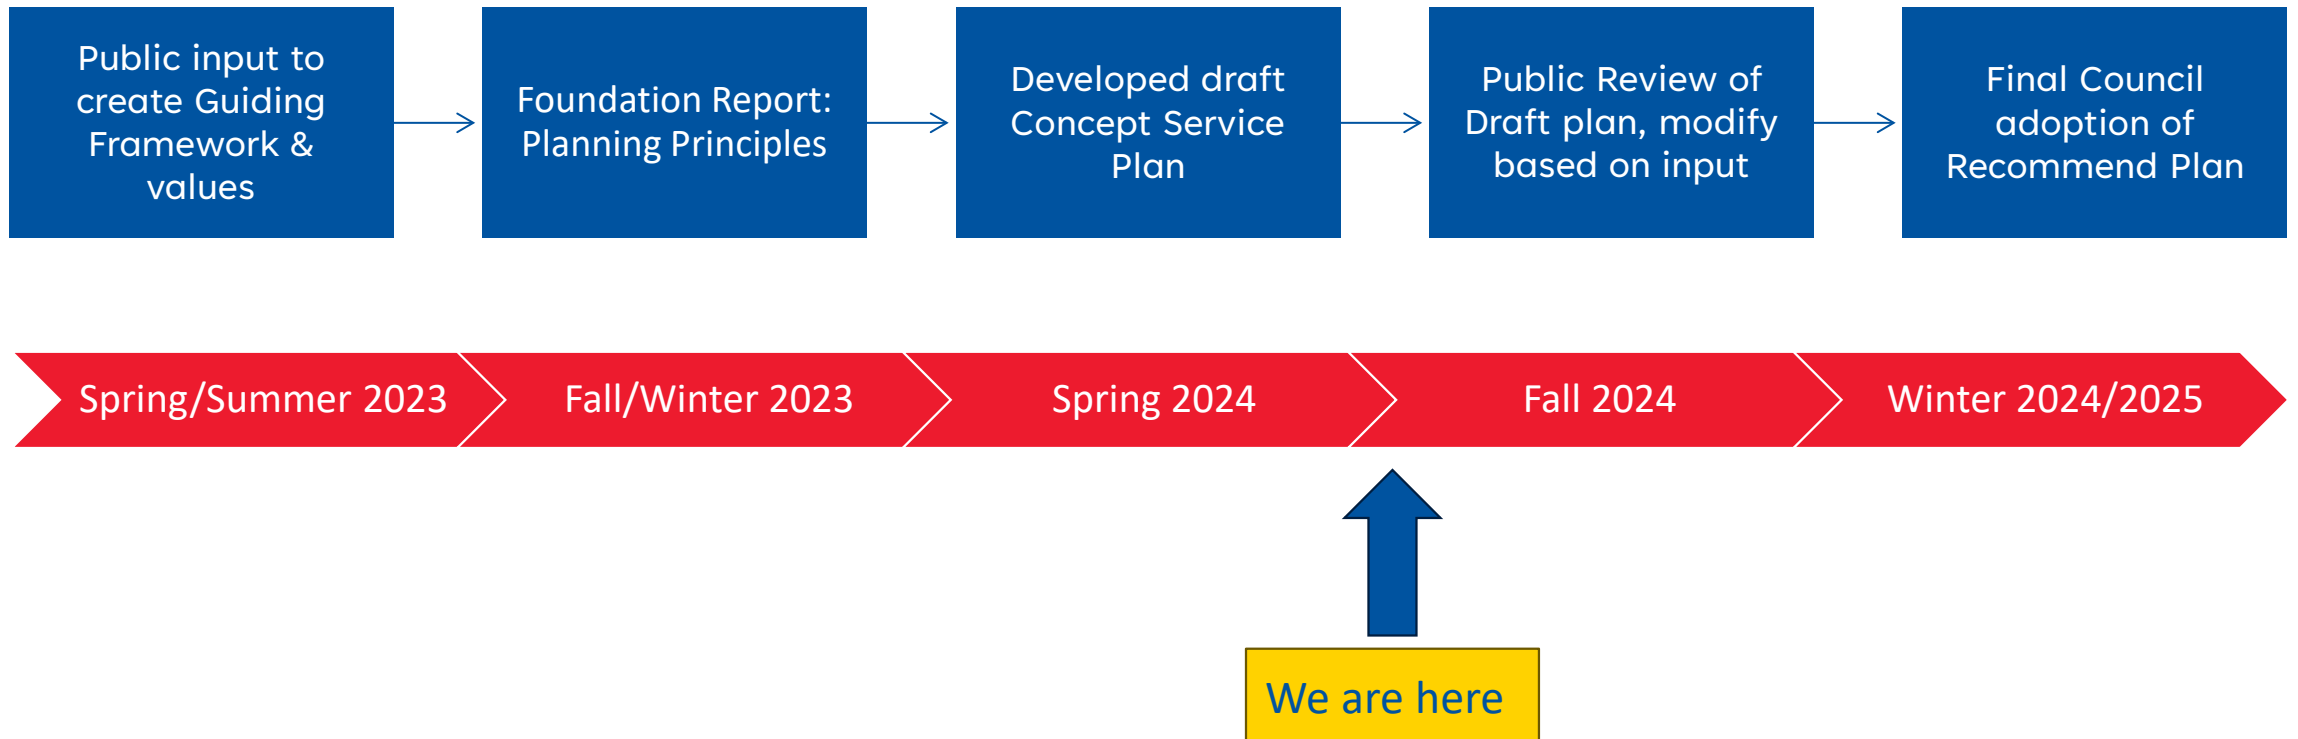 Public input to
create Guiding
Framework &
values
Foundation Report:
Planning Principles
Developed draft
Concept Service
Plan
Public Review of
Draft plan, modify
based on input
Final Council
adoption of
Recommend Plan
Spring/Summer 2023
Fall/Winter 2023
Spring 2024
Fall 2024
Winter 2024/2025
We are here